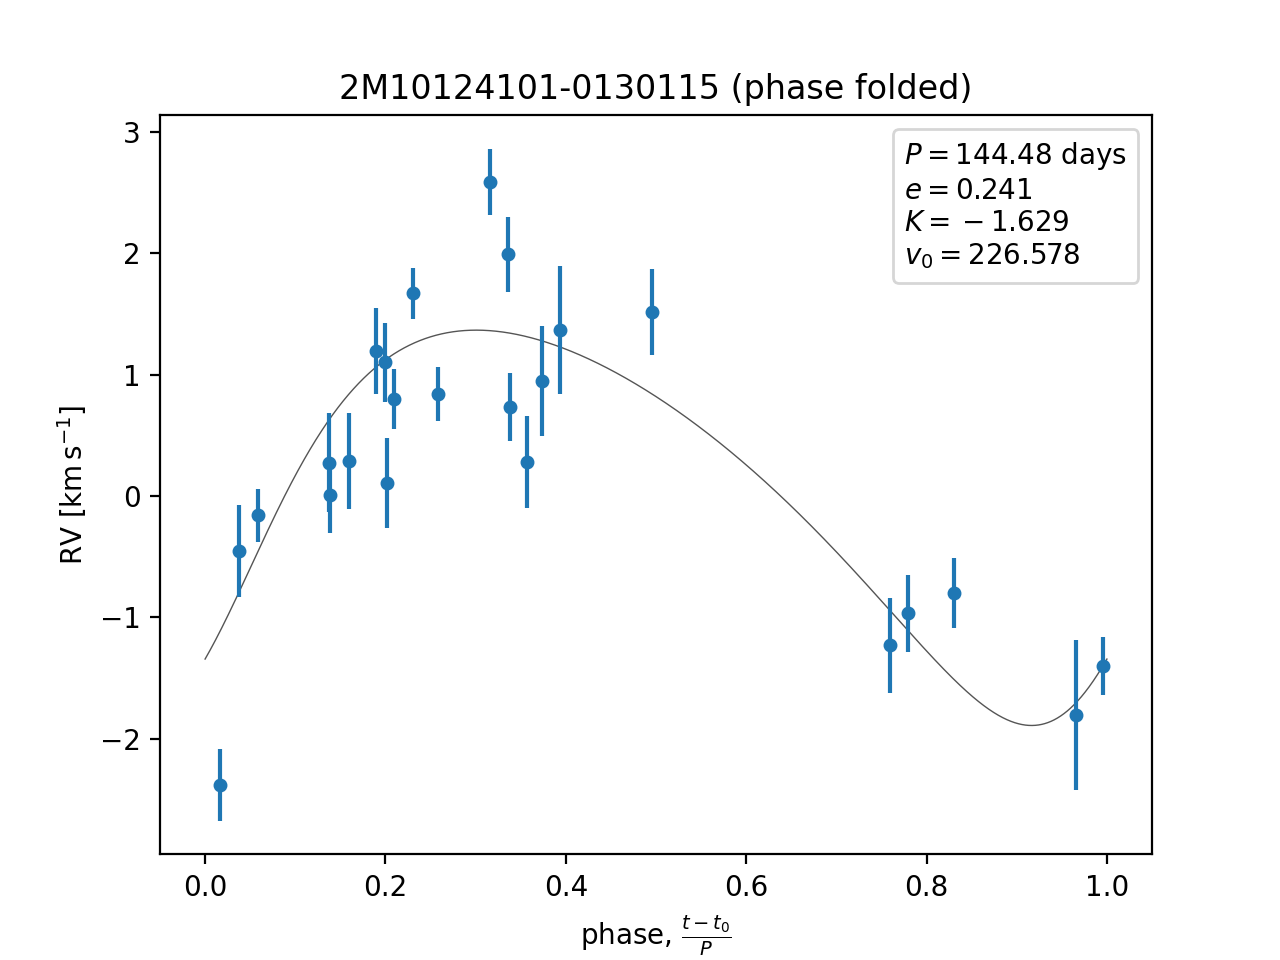 2M10124101-0130115 (phase folded)
P = 144.48 days
e = 0.241
K = −1.629
v₀ = 226.578
3
2
1
0
−1
−2
RV [km s⁻¹]
0.0 0.2 0.4 0.6 0.8 1.0
phase, (t − t₀)/P